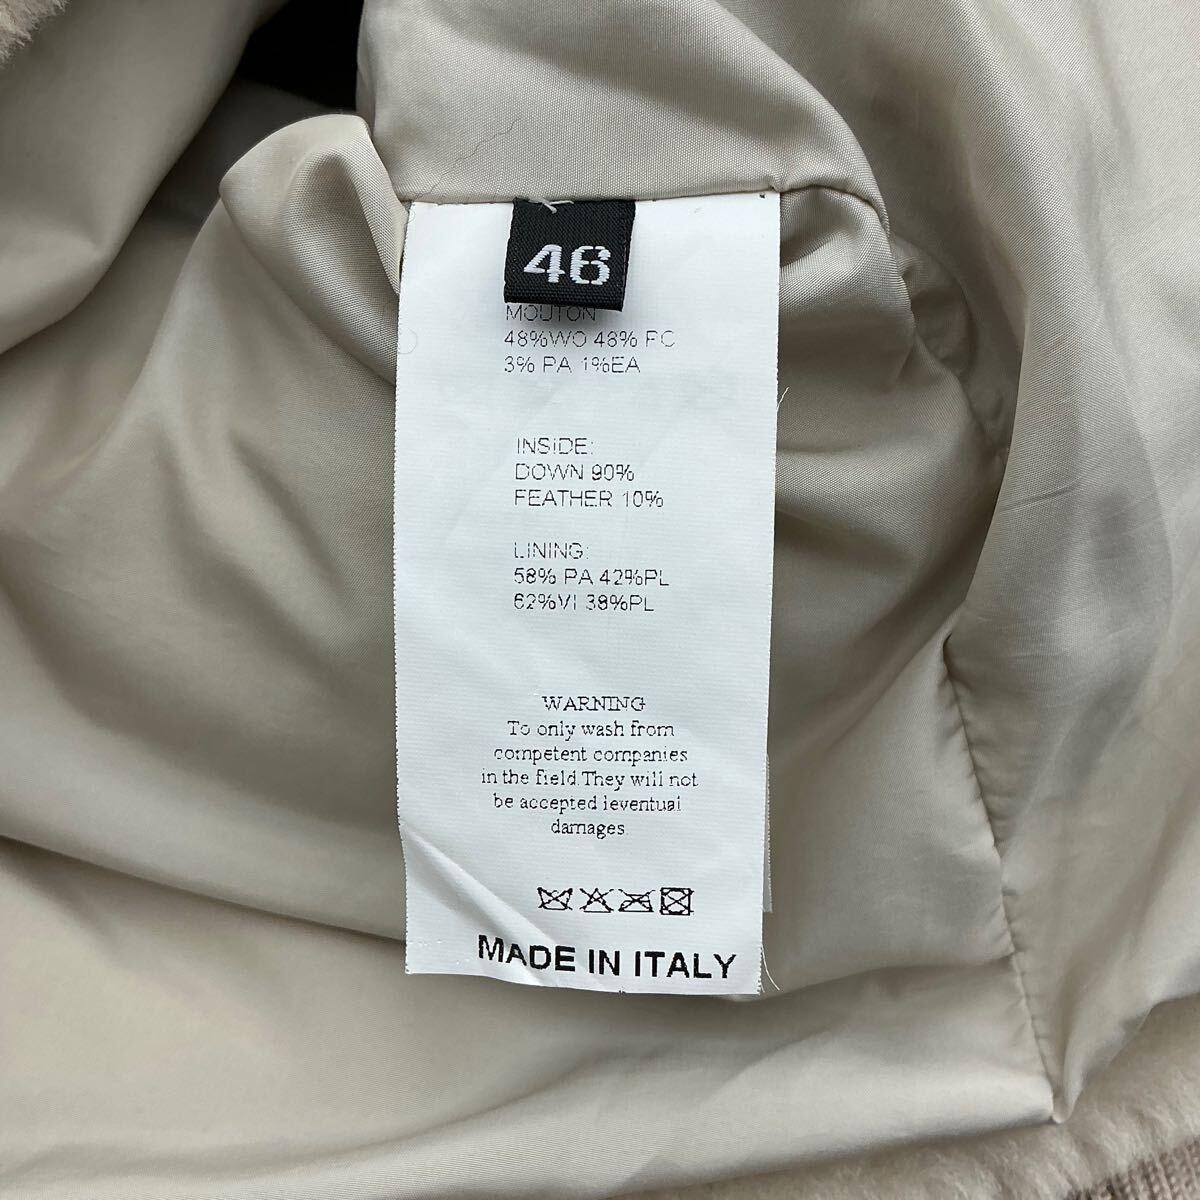 46
MOUTON
48%WO 48% PC
3% PA 1%EA
INSIDE:
DOWN 90%
FEATHER 10%
LINING:
58% PA 42%PL
62%VI 38%PL
WARNING
To only wash from
competent companies
in the field.They will not
be accepted ieventual
damages
MADE IN ITALY